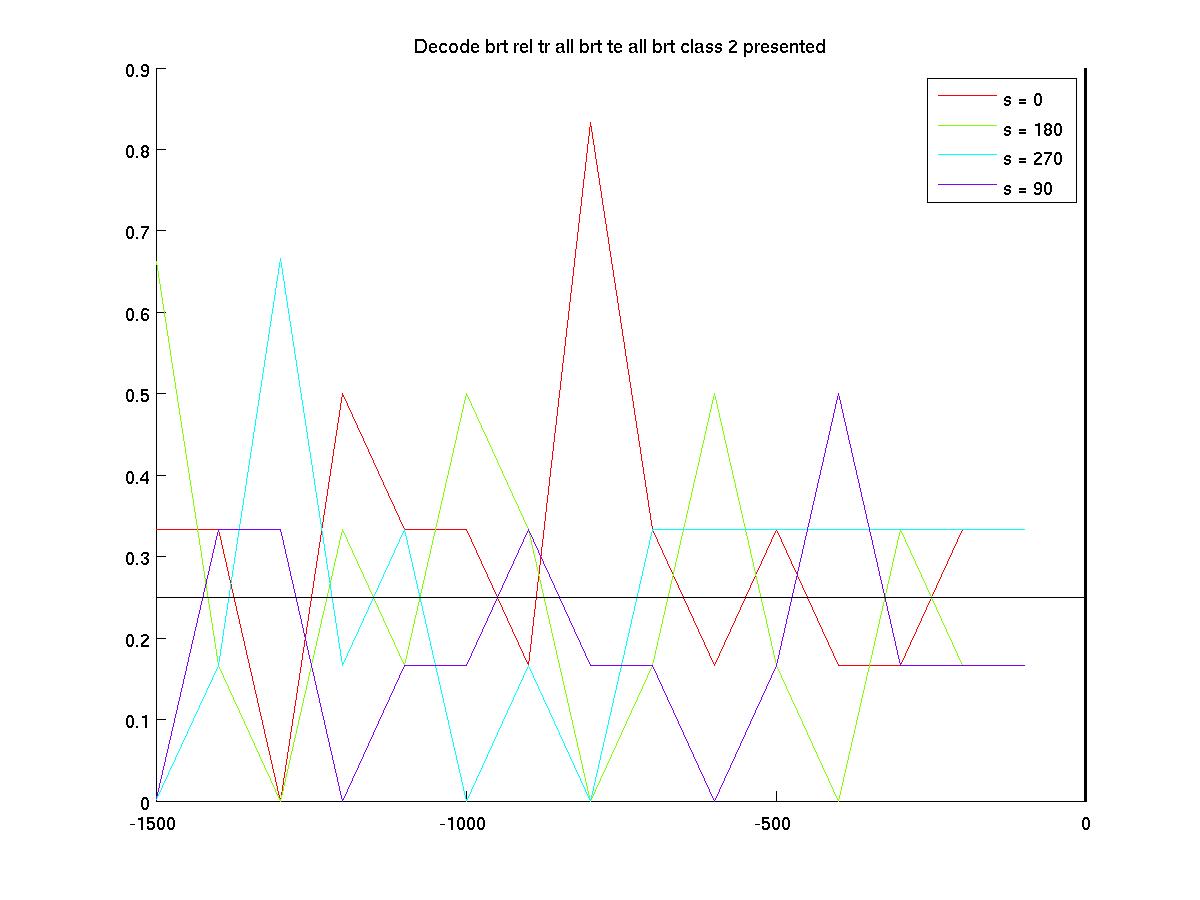 Decode brt rel tr all brt te all brt class 2 presented
0.9
0.8
0.7
0.6
0.5
0.4
0.3
0.2
0.1
0
-1500
-1000
-500
0
s = 0
s = 180
s = 270
s = 90